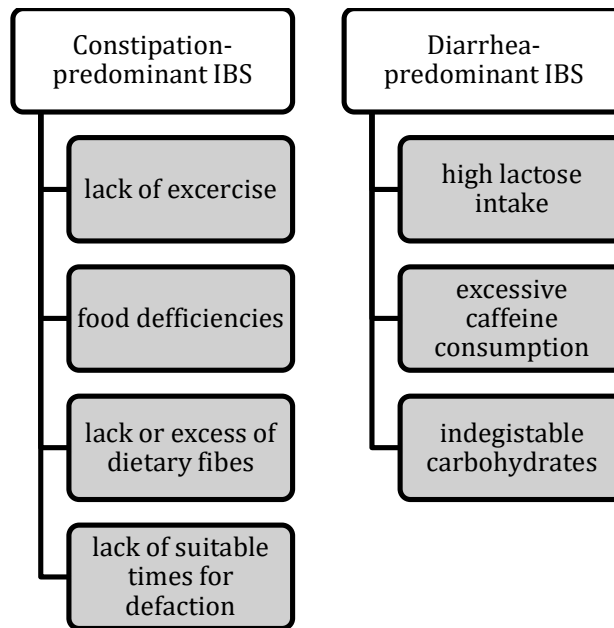 Constipation-
predominant IBS
lack of excercise
food defficiencies
lack or excess of
dietary fibes
lack of suitable
times for
defaction
Diarrhea-
predominant IBS
high lactose
intake
excessive
caffeine
consumption
indegistable
carbohydrates